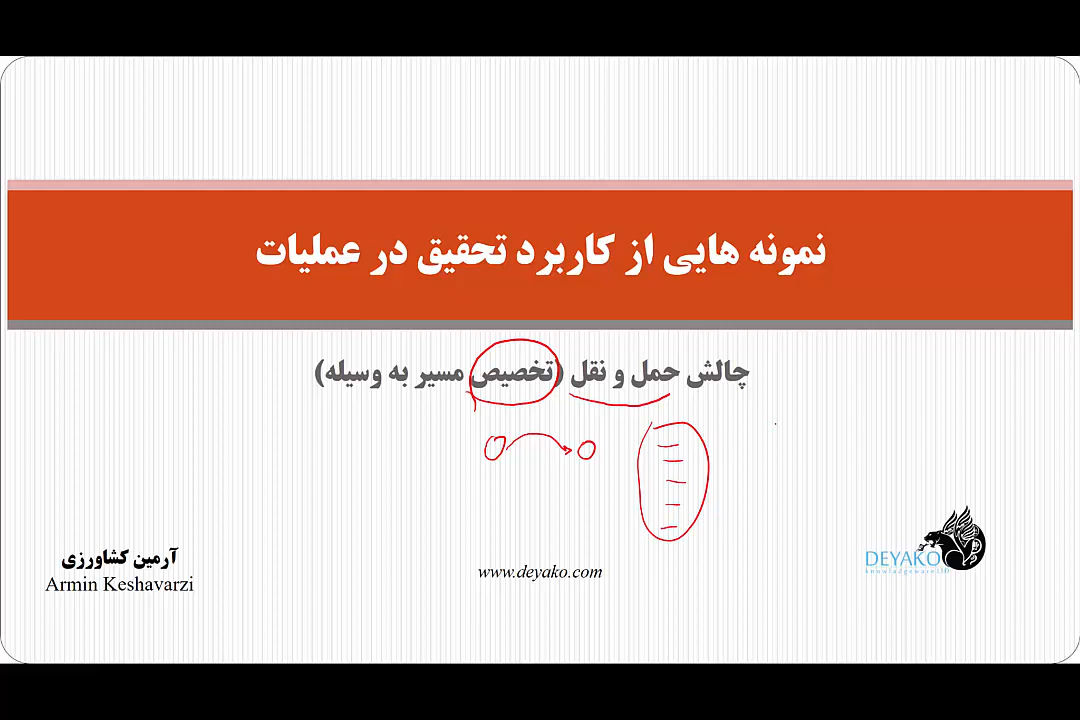 نمونه هایی از کاربرد تحقیق در عملیات
چالش حمل و نقل (تخصیص مسیر به وسیله)
آرمین کشاورزی
Armin Keshavarzi
www.deyako.com
DEYAKO